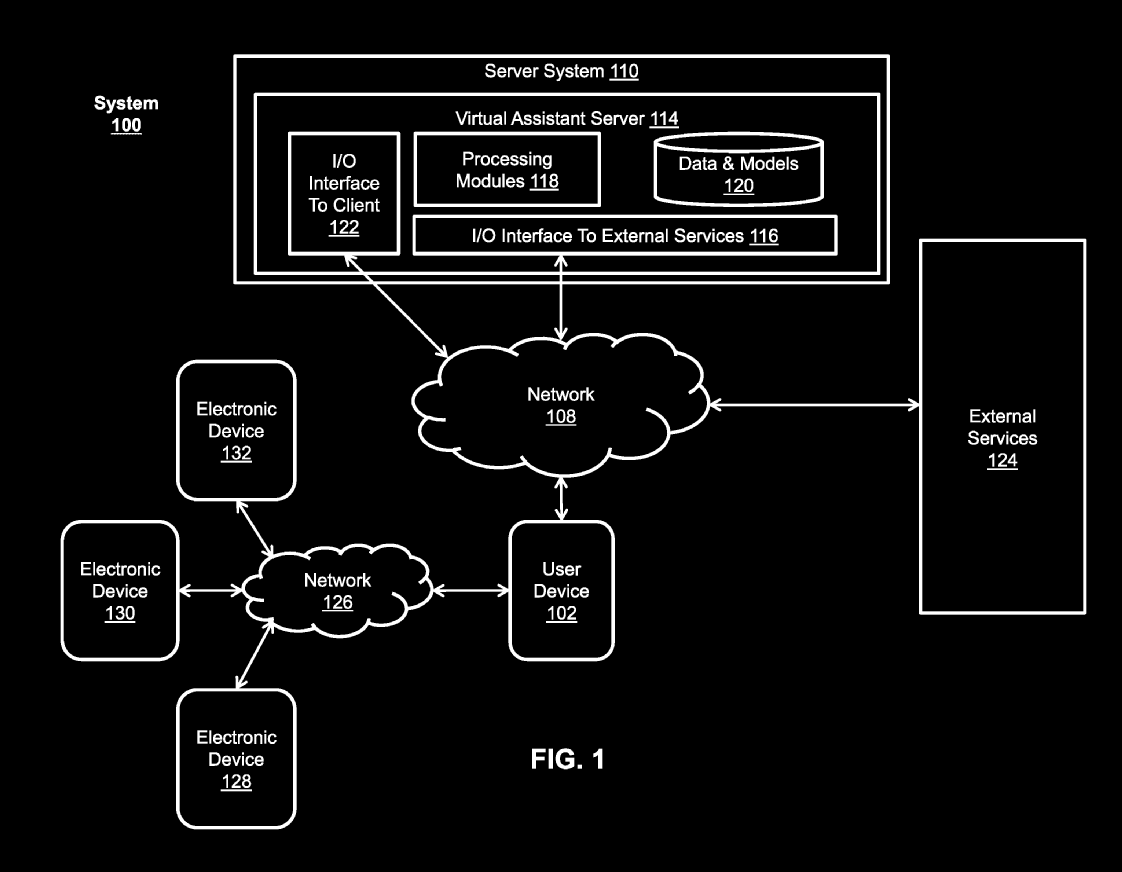 System
100
Server System 110
Virtual Assistant Server 114
I/O
Interface
To Client
122
Processing
Modules 118
Data & Models
120
I/O Interface To External Services 116
Network
108
External
Services
124
Electronic
Device
132
Electronic
Device
130
Network
126
User
Device
102
Electronic
Device
128
FIG. 1